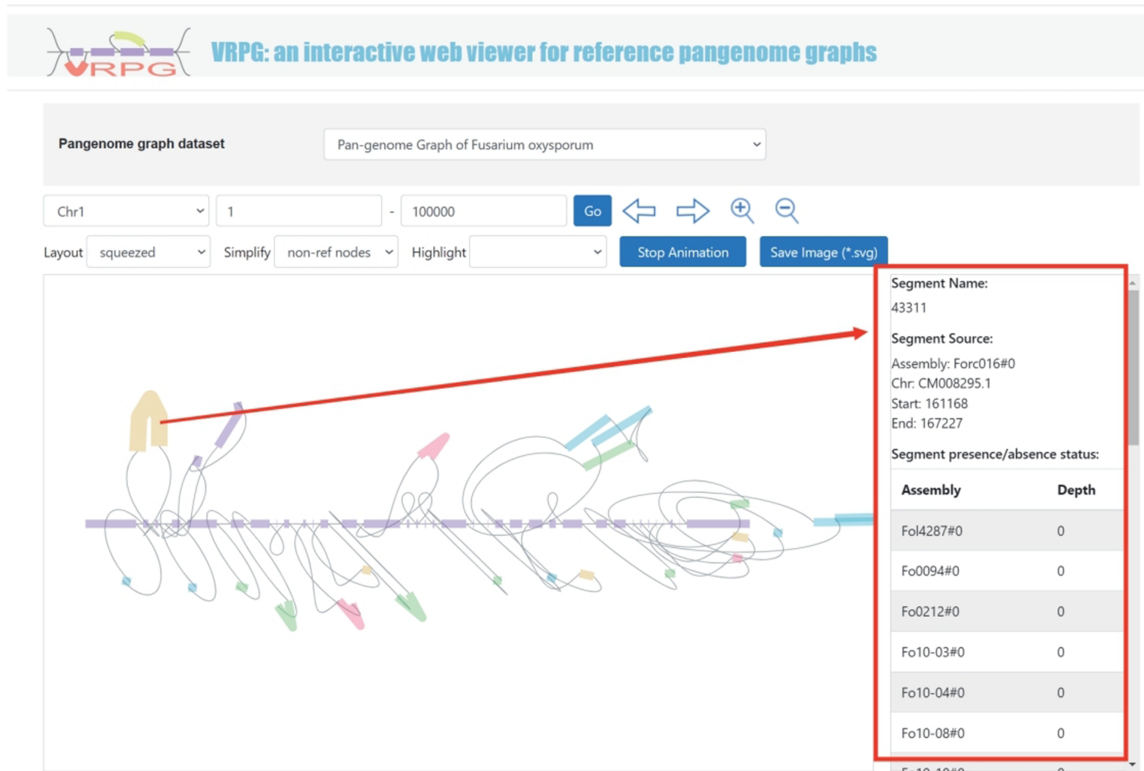 VRPG
VRPG: an interactive web viewer for reference pangenome graphs
Pangenome graph dataset
Pan-genome Graph of Fusarium oxysporum
Chr1 1 - 100000 Go
Layout squeezed Simplify non-ref nodes Highlight Stop Animation Save Image (*.svg)
Segment Name:
43311
Segment Source:
Assembly: Forc016#0
Chr: CM008295.1
Start: 161168
End: 167227
Segment presence/absence status:
Assembly Depth
Fol4287#0 0
Fo0094#0 0
Fo0212#0 0
Fo10-03#0 0
Fo10-04#0 0
Fo10-08#0 0